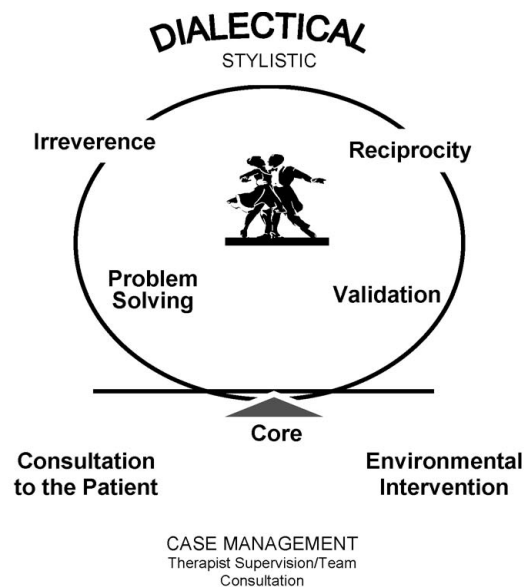 DIALECTICAL
STYLISTIC
Irreverence
Reciprocity
Problem
Solving
Validation
Core
Consultation
to the Patient
Environmental
Intervention
CASE MANAGEMENT
Therapist Supervision/Team
Consultation